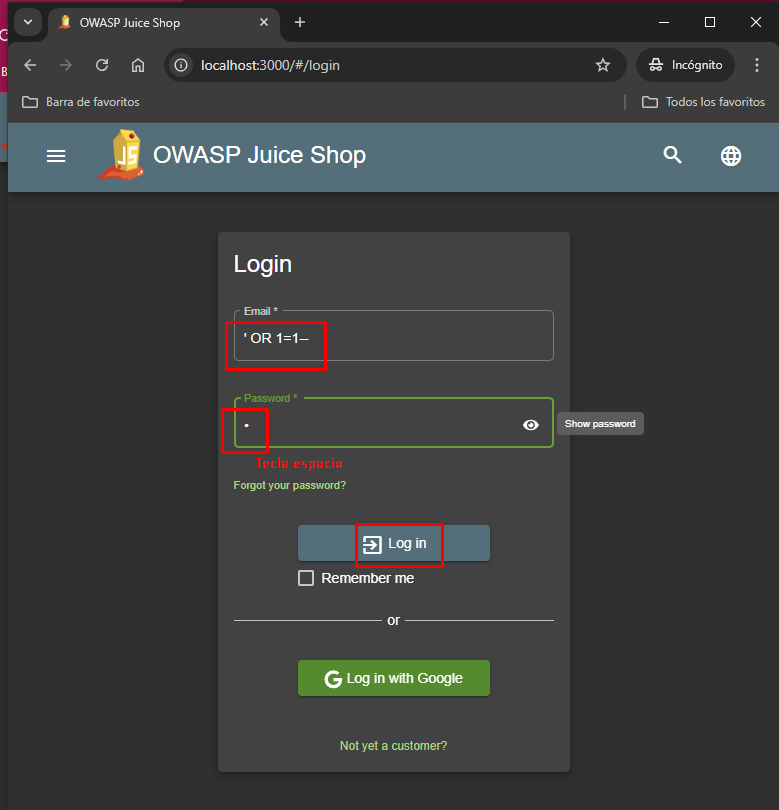 OWASP Juice Shop
localhost:3000/#/login
Incógnito
Barra de favoritos
Todos los favoritos
OWASP Juice Shop
Login
Email *
' OR 1=1--
Password *
•
Show password
Tecla espacio
Forgot your password?
Log in
Remember me
or
Log in with Google
Not yet a customer?